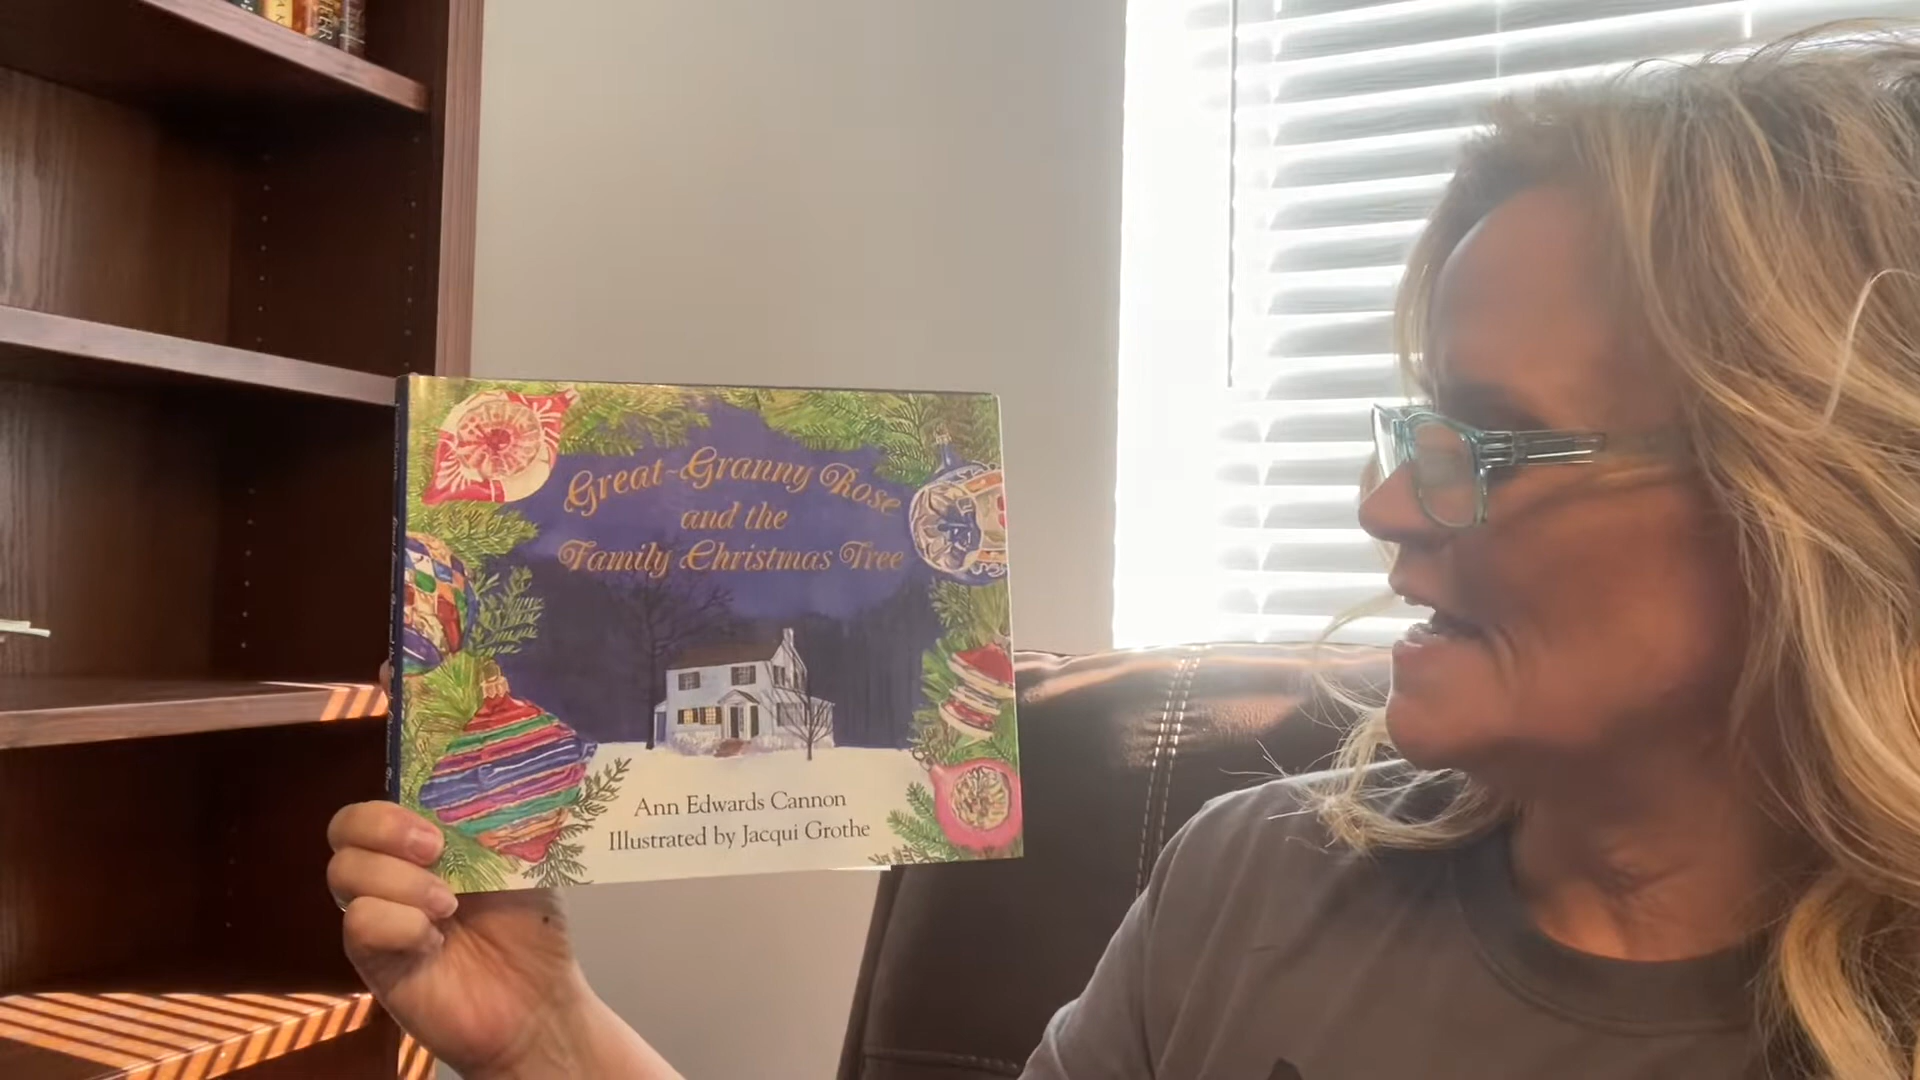 Great-Granny Rose
and the
Family Christmas Tree
Ann Edwards Cannon
Illustrated by Jacqui Grothe